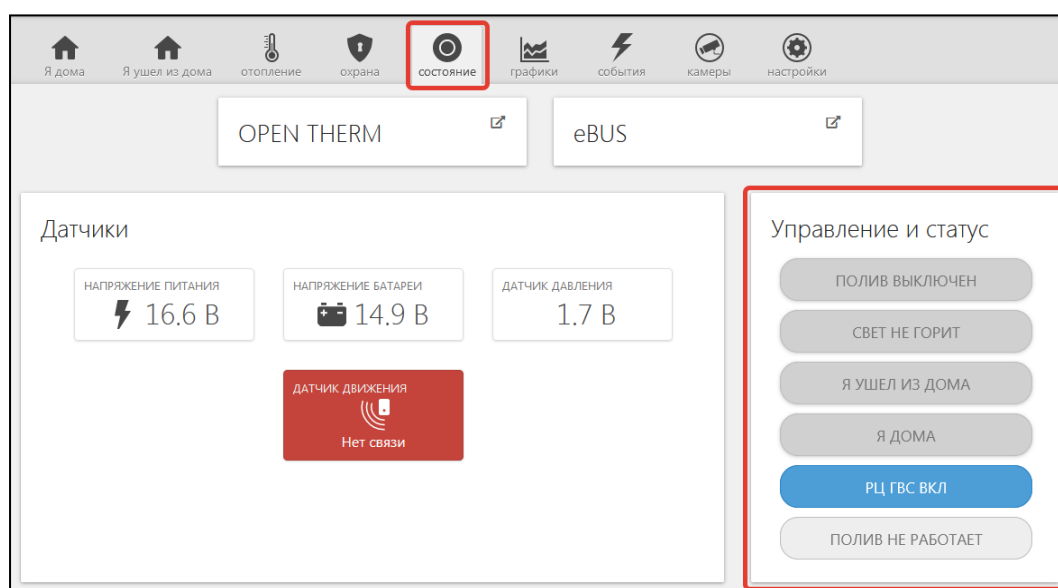 Я дома
Я ушел из дома
отопление
охрана
состояние
графики
события
камеры
настройки
OPEN THERM
eBUS
Датчики
НАПРЯЖЕНИЕ ПИТАНИЯ
16.6 В
НАПРЯЖЕНИЕ БАТАРЕИ
14.9 В
ДАТЧИК ДАВЛЕНИЯ
1.7 В
ДАТЧИК ДВИЖЕНИЯ
Нет связи
Управление и статус
ПОЛИВ ВЫКЛЮЧЕН
СВЕТ НЕ ГОРИТ
Я УШЕЛ ИЗ ДОМА
Я ДОМА
РЦ ГВС ВКЛ
ПОЛИВ НЕ РАБОТАЕТ